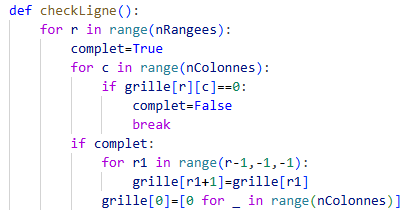 def checkLigne():
    for r in range(nRangees):
        complet=True
        for c in range(nColonnes):
            if grille[r][c]==0:
                complet=False
                break
        if complet:
            for r1 in range(r-1,-1,-1):
                grille[r1+1]=grille[r1]
            grille[0]=[0 for _ in range(nColonnes)]